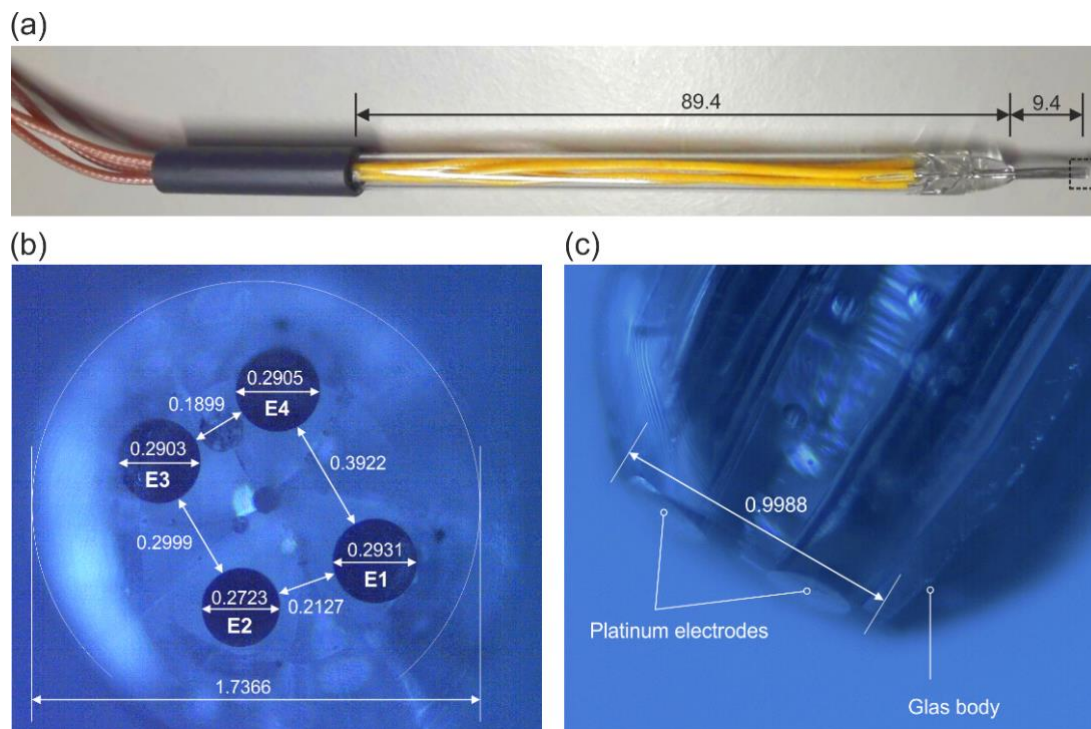 (a)
89.4
9.4
(b)
0.2905
E4
0.1899
0.2903
E3
0.3922
0.2999
0.2931
E1
0.2723
E2
0.2127
1.7366
(c)
0.9988
Platinum electrodes
Glas body